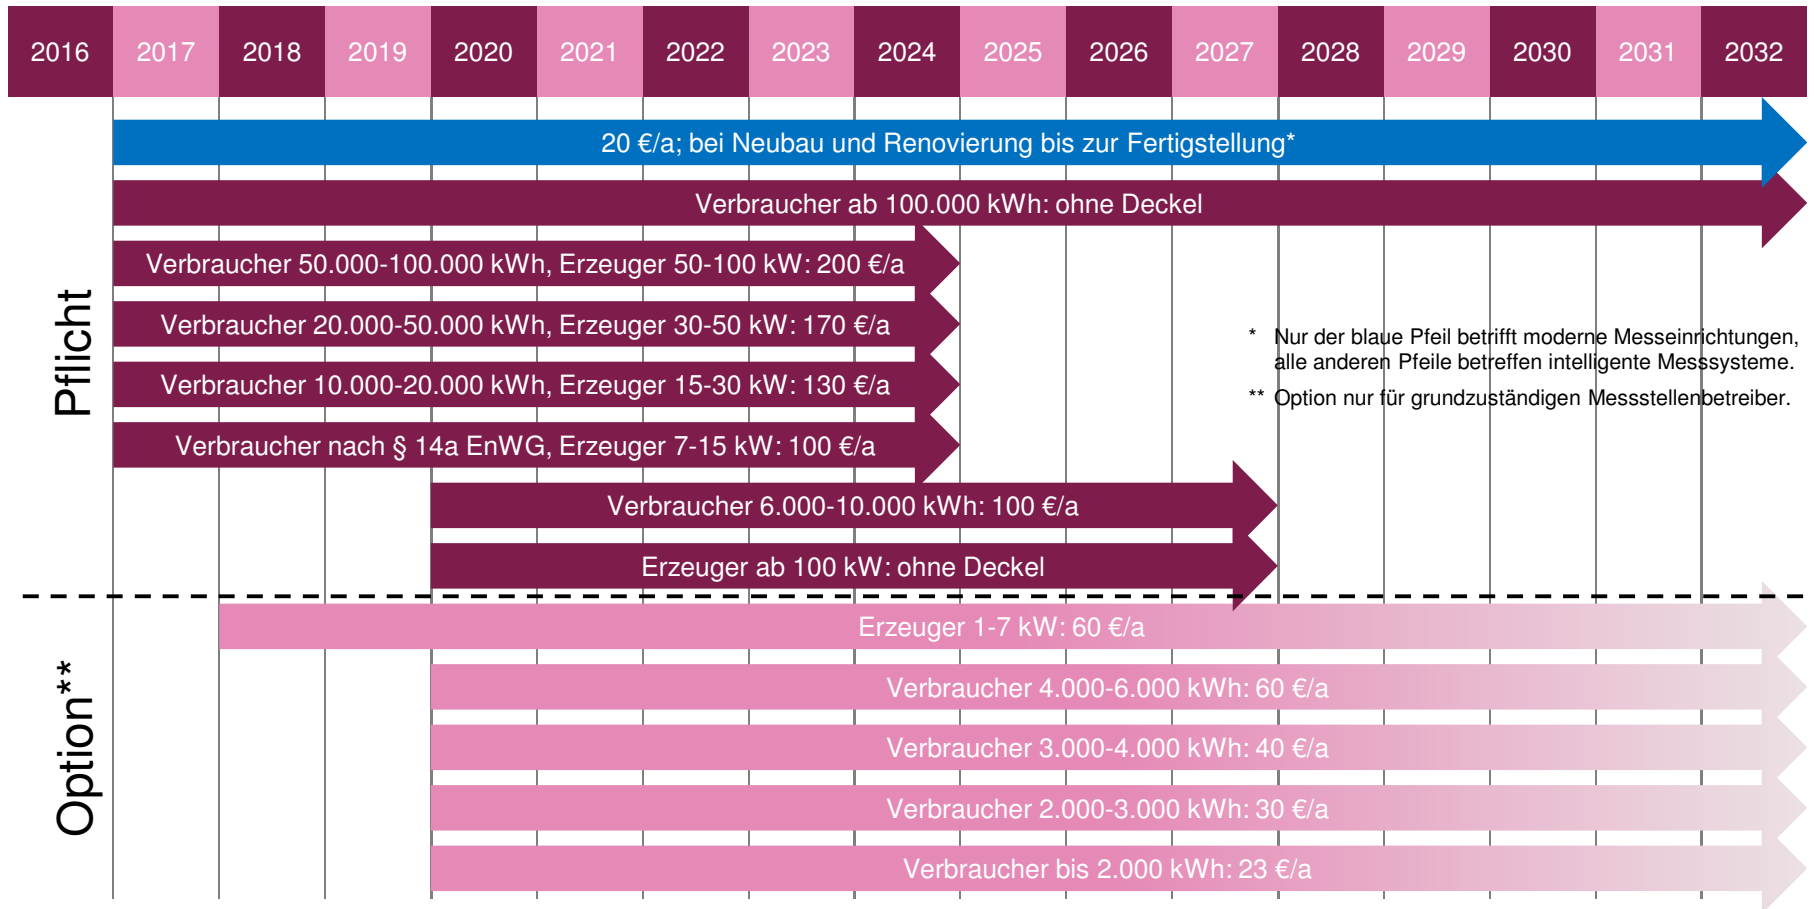 2016 2017 2018 2019 2020 2021 2022 2023 2024 2025 2026 2027 2028 2029 2030 2031 2032
Pflicht
20 €/a; bei Neubau und Renovierung bis zur Fertigstellung*
Verbraucher ab 100.000 kWh: ohne Deckel
Verbraucher 50.000-100.000 kWh, Erzeuger 50-100 kW: 200 €/a
Verbraucher 20.000-50.000 kWh, Erzeuger 30-50 kW: 170 €/a
Verbraucher 10.000-20.000 kWh, Erzeuger 15-30 kW: 130 €/a
Verbraucher nach § 14a EnWG, Erzeuger 7-15 kW: 100 €/a
Verbraucher 6.000-10.000 kWh: 100 €/a
Erzeuger ab 100 kW: ohne Deckel
* Nur der blaue Pfeil betrifft moderne Messeinrichtungen,
alle anderen Pfeile betreffen intelligente Messsysteme.
** Option nur für grundzuständigen Messstellenbetreiber.
Option**
Erzeuger 1-7 kW: 60 €/a
Verbraucher 4.000-6.000 kWh: 60 €/a
Verbraucher 3.000-4.000 kWh: 40 €/a
Verbraucher 2.000-3.000 kWh: 30 €/a
Verbraucher bis 2.000 kWh: 23 €/a